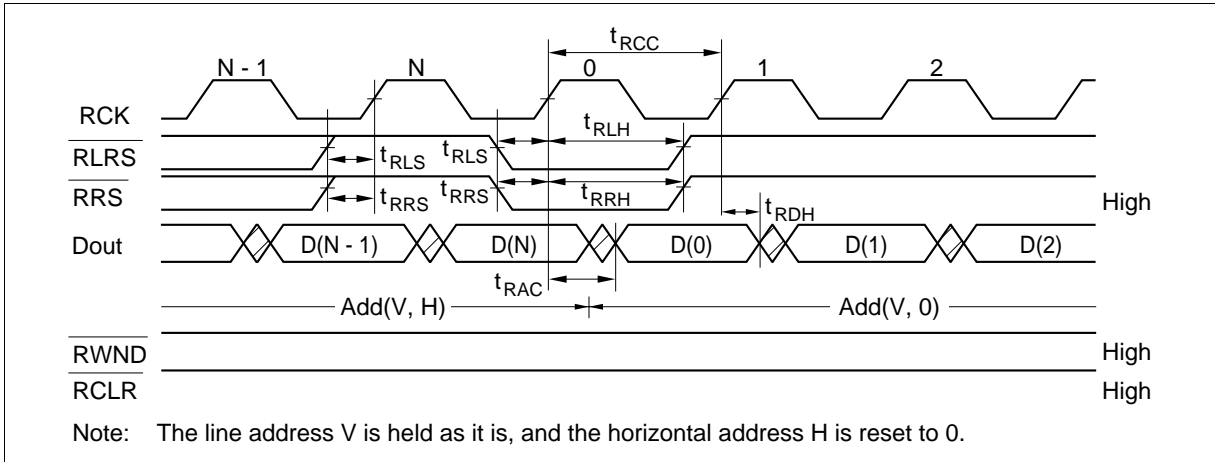 t_RCC
N - 1 N 0 1 2
RCK
t_RLH
RLRS t_RLS t_RLS
RRS t_RRS t_RRS t_RRH High
t_RDH
Dout D(N - 1) D(N) D(0) D(1) D(2)
t_RAC
Add(V, H) Add(V, 0)
RWND High
RCLR High
Note: The line address V is held as it is, and the horizontal address H is reset to 0.